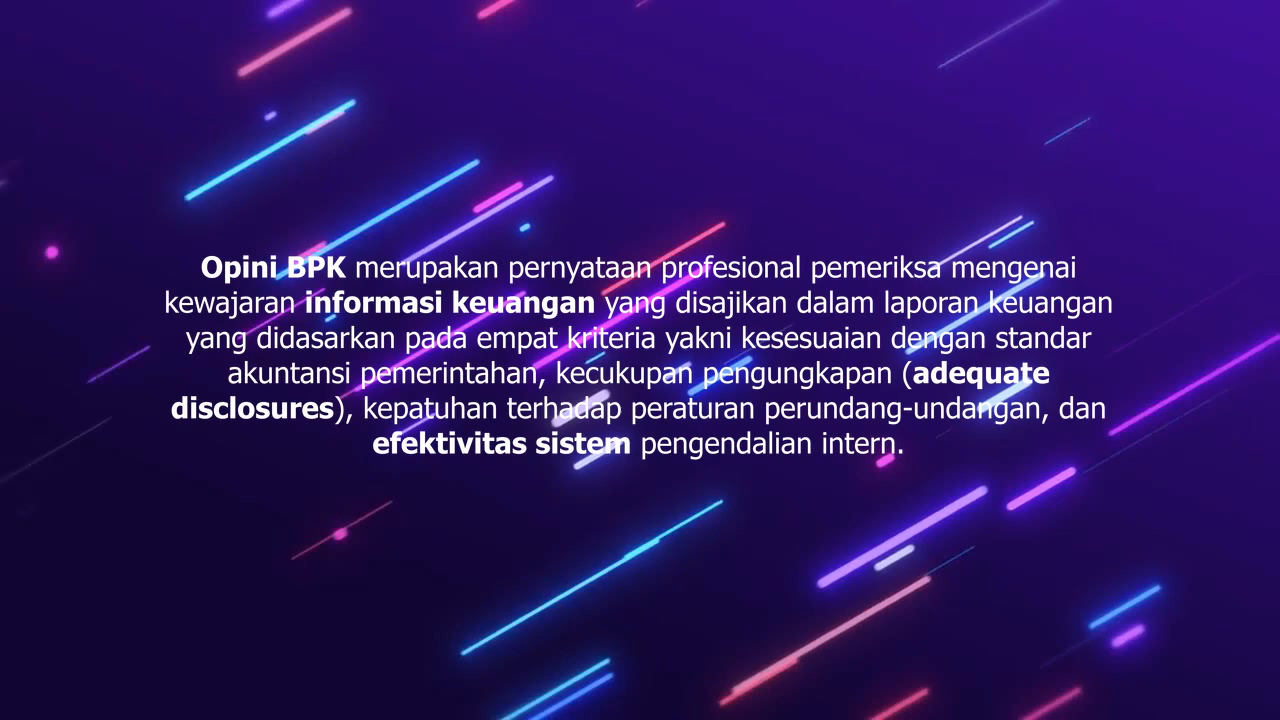 Opini BPK merupakan pernyataan profesional pemeriksa mengenai
kewajaran informasi keuangan yang disajikan dalam laporan keuangan
yang didasarkan pada empat kriteria yakni kesesuaian dengan standar
akuntansi pemerintahan, kecukupan pengungkapan (adequate
disclosures), kepatuhan terhadap peraturan perundang-undangan, dan
efektivitas sistem pengendalian intern.